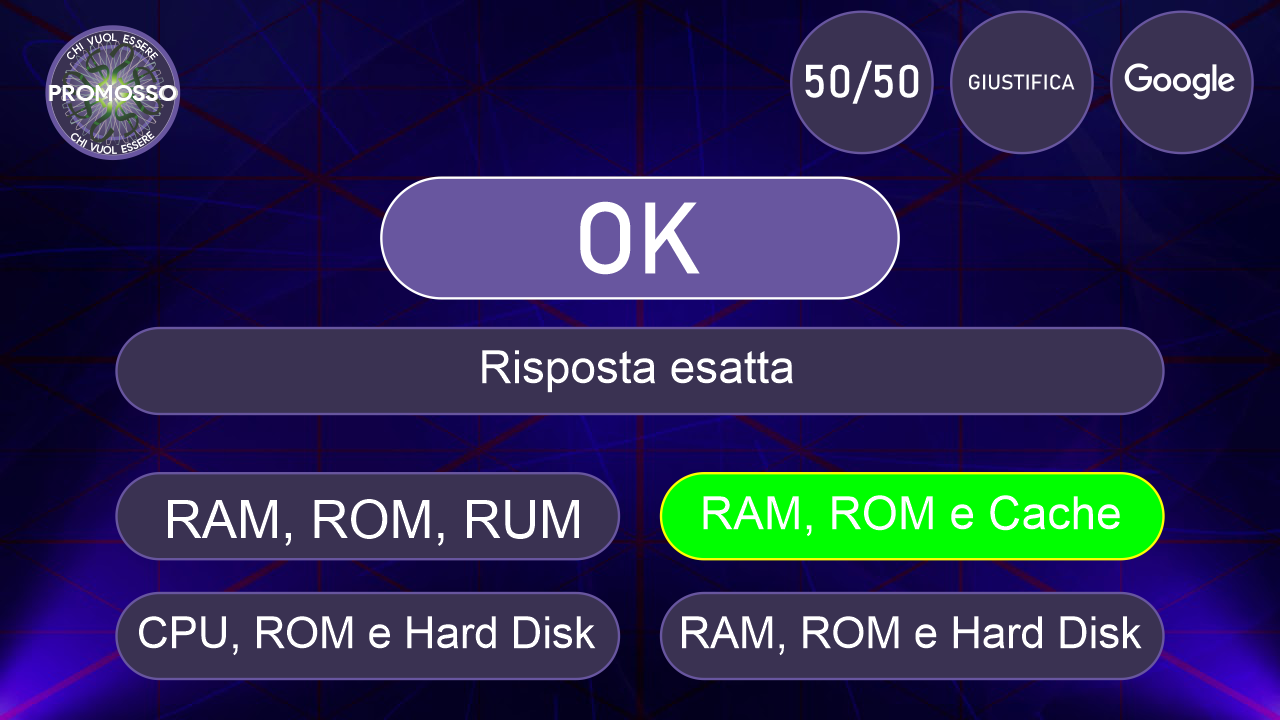 CHI VUOL ESSERE
PROMOSSO
CHI VUOL ESSERE
50/50
GIUSTIFICA
Google
OK
Risposta esatta
RAM, ROM, RUM
RAM, ROM e Cache
CPU, ROM e Hard Disk
RAM, ROM e Hard Disk